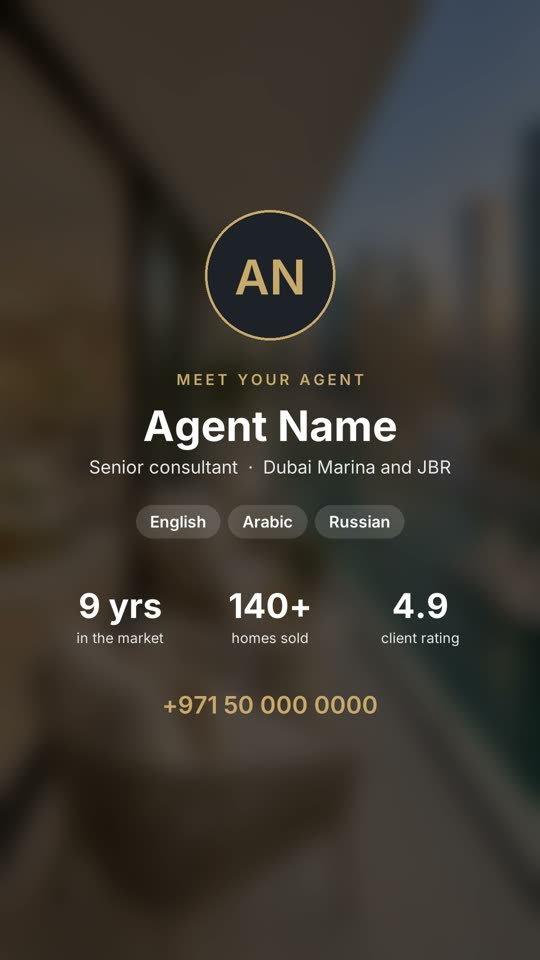 AN
MEET YOUR AGENT
Agent Name
Senior consultant · Dubai Marina and JBR
English Arabic Russian
9 yrs 140+ 4.9
in the market homes sold client rating
+971 50 000 0000